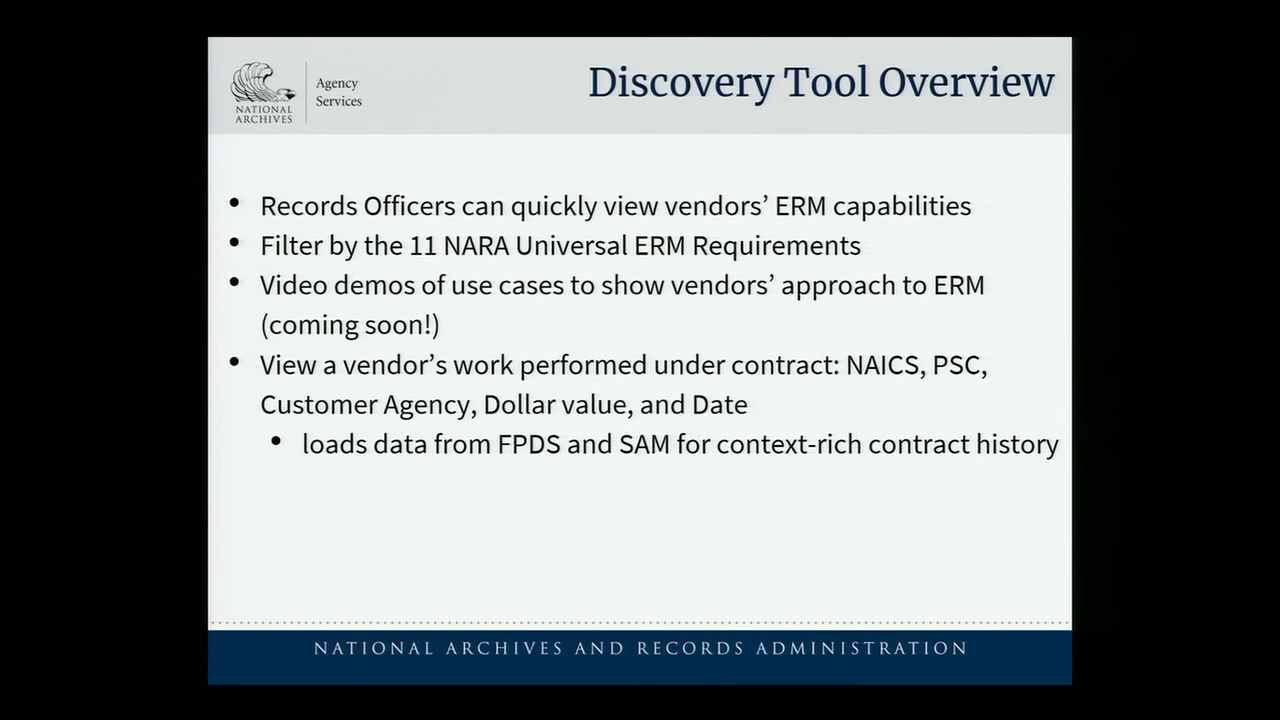 NATIONAL
ARCHIVES
Agency
Services
Discovery Tool Overview
• Records Officers can quickly view vendors’ ERM capabilities
• Filter by the 11 NARA Universal ERM Requirements
• Video demos of use cases to show vendors’ approach to ERM
(coming soon!)
• View a vendor’s work performed under contract: NAICS, PSC,
Customer Agency, Dollar value, and Date
• loads data from FPDS and SAM for context-rich contract history
NATIONAL ARCHIVES AND RECORDS ADMINISTRATION